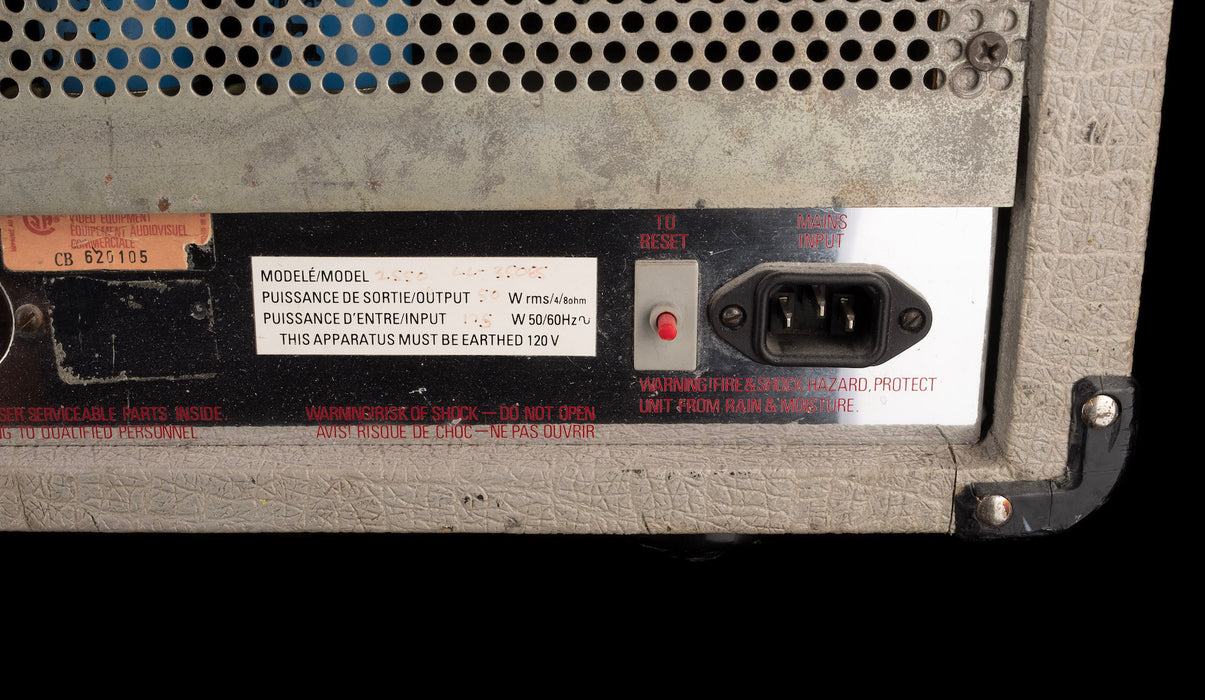 VIDEO EQUIPMENT
EQUIPEMENT AUDIOVISUEL
COMMERCIALE
CB 620105
TO
RESET
MAINS
INPUT
MODELÉ/MODEL 2550
PUISSANCE DE SORTIE/OUTPUT 50 W rms/4/8ohm
PUISSANCE D'ENTRE/INPUT W 50/60Hz∿
THIS APPARATUS MUST BE EARTHED 120 V
WARNING!FIRE & SHOCK HAZARD, PROTECT
UNIT FROM RAIN & MOISTURE.
SER SERVICEABLE PARTS INSIDE.
NG TO QUALIFIED PERSONNEL.
WARNING!RISK OF SHOCK — DO NOT OPEN
AVIS! RISQUE DE CHOC — NE PAS OUVRIR